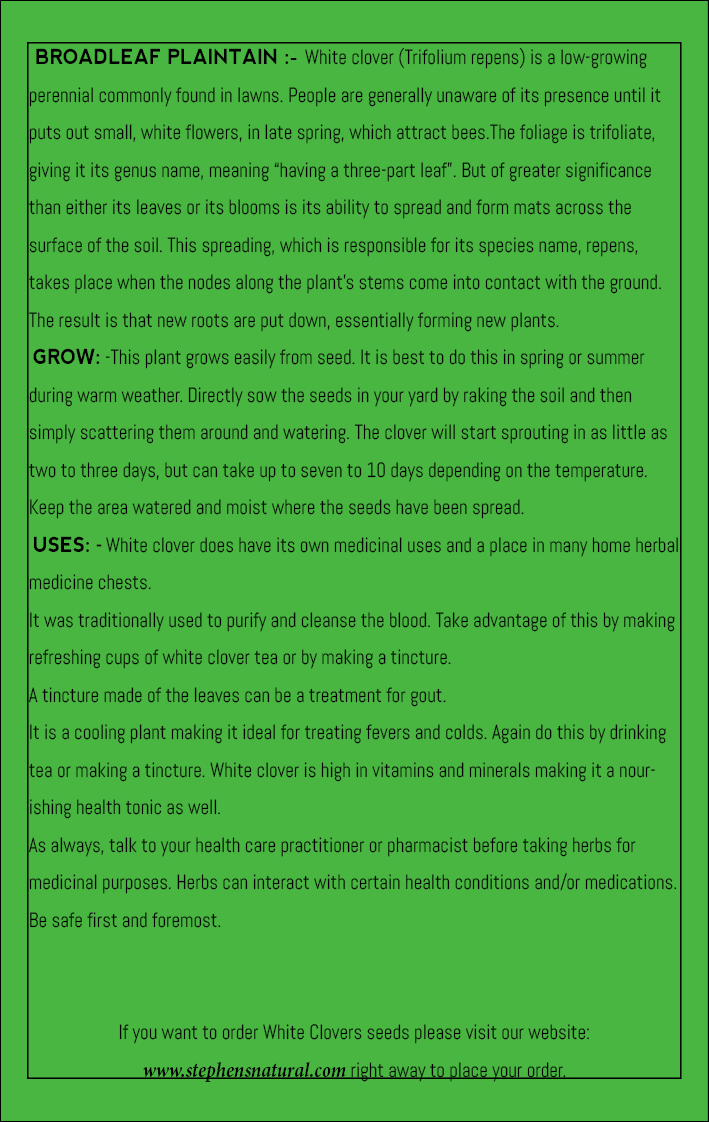 BROADLEAF PLAINTAIN :- White clover (Trifolium repens) is a low-growing
perennial commonly found in lawns. People are generally unaware of its presence until it
puts out small, white flowers, in late spring, which attract bees.The foliage is trifoliate,
giving it its genus name, meaning “having a three-part leaf”. But of greater significance
than either its leaves or its blooms is its ability to spread and form mats across the
surface of the soil. This spreading, which is responsible for its species name, repens,
takes place when the nodes along the plant’s stems come into contact with the ground.
The result is that new roots are put down, essentially forming new plants.
GROW: -This plant grows easily from seed. It is best to do this in spring or summer
during warm weather. Directly sow the seeds in your yard by raking the soil and then
simply scattering them around and watering. The clover will start sprouting in as little as
two to three days, but can take up to seven to 10 days depending on the temperature.
Keep the area watered and moist where the seeds have been spread.
USES: - White clover does have its own medicinal uses and a place in many home herbal
medicine chests.
It was traditionally used to purify and cleanse the blood. Take advantage of this by making
refreshing cups of white clover tea or by making a tincture.
A tincture made of the leaves can be a treatment for gout.
It is a cooling plant making it ideal for treating fevers and colds. Again do this by drinking
tea or making a tincture. White clover is high in vitamins and minerals making it a nour-
ishing health tonic as well.
As always, talk to your health care practitioner or pharmacist before taking herbs for
medicinal purposes. Herbs can interact with certain health conditions and/or medications.
Be safe first and foremost.
If you want to order White Clovers seeds please visit our website:
www.stephensnatural.com right away to place your order.